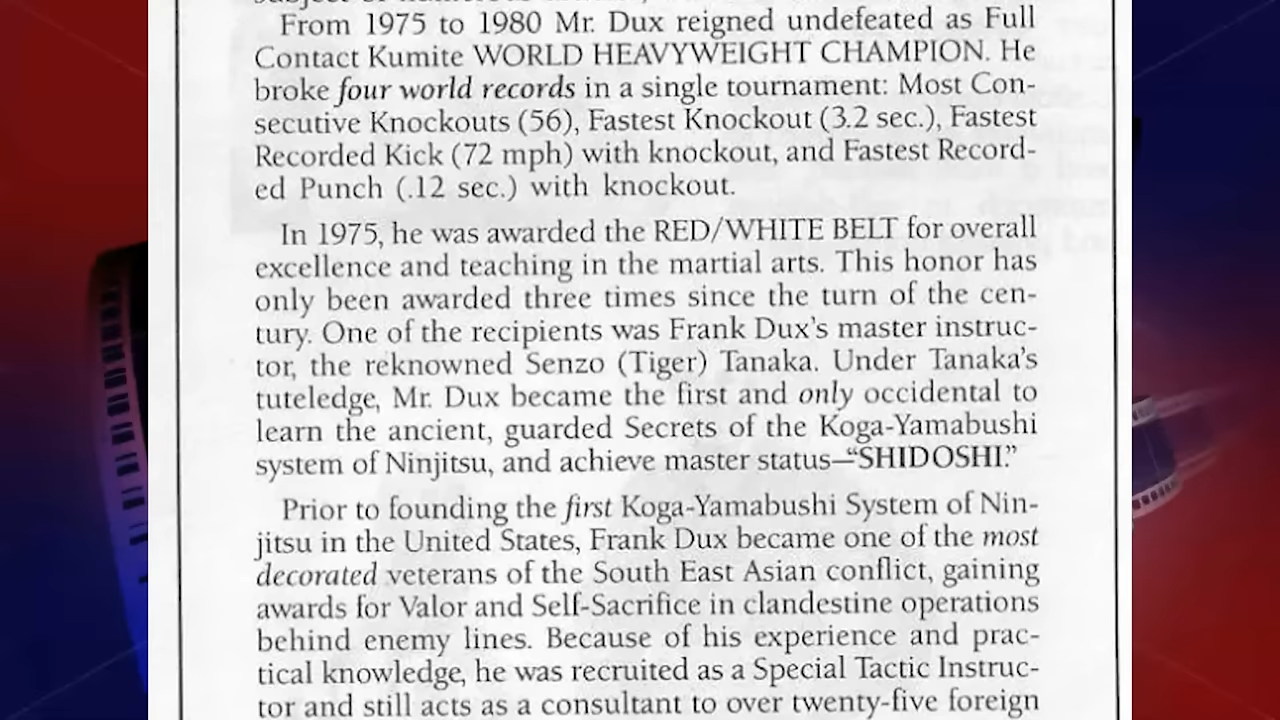 From 1975 to 1980 Mr. Dux reigned undefeated as Full
Contact Kumite WORLD HEAVYWEIGHT CHAMPION. He
broke four world records in a single tournament: Most Con-
secutive Knockouts (56), Fastest Knockout (3.2 sec.), Fastest
Recorded Kick (72 mph) with knockout, and Fastest Record-
ed Punch (.12 sec.) with knockout.
In 1975, he was awarded the RED/WHITE BELT for overall
excellence and teaching in the martial arts. This honor has
only been awarded three times since the turn of the cen-
tury. One of the recipients was Frank Dux's master instruc-
tor, the reknowned Senzo (Tiger) Tanaka. Under Tanaka's
tuteledge, Mr. Dux became the first and only occidental to
learn the ancient, guarded Secrets of the Koga-Yamabushi
system of Ninjitsu, and achieve master status—“SHIDOSHI.”
Prior to founding the first Koga-Yamabushi System of Nin-
jitsu in the United States, Frank Dux became one of the most
decorated veterans of the South East Asian conflict, gaining
awards for Valor and Self-Sacrifice in clandestine operations
behind enemy lines. Because of his experience and prac-
tical knowledge, he was recruited as a Special Tactic Instruc-
tor and still acts as a consultant to over twenty-five foreign